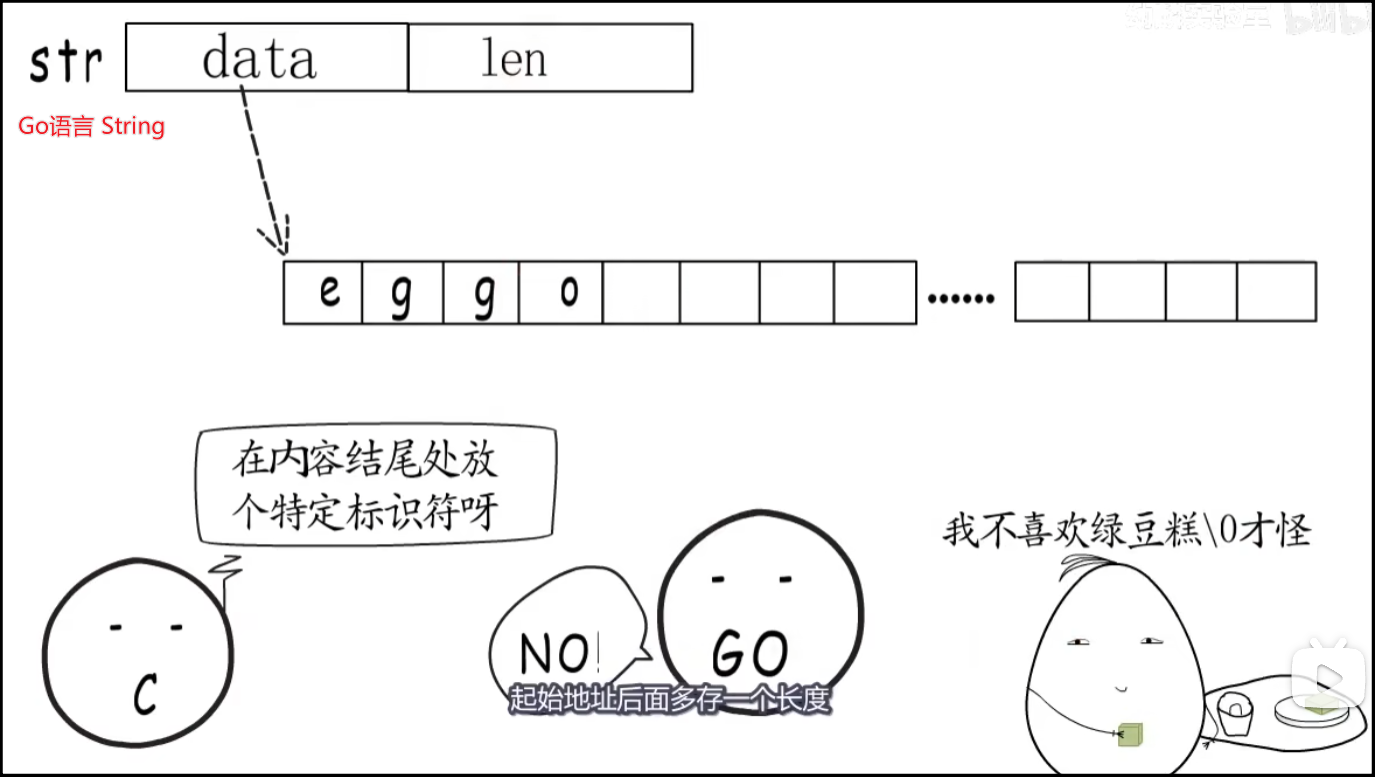 str
data
len
Go语言 String
e g g o
......
在内容结尾处放
个特定标识符呀
我不喜欢绿豆糕\0才怪
NO!
GO
C
起始地址后面多存一个长度